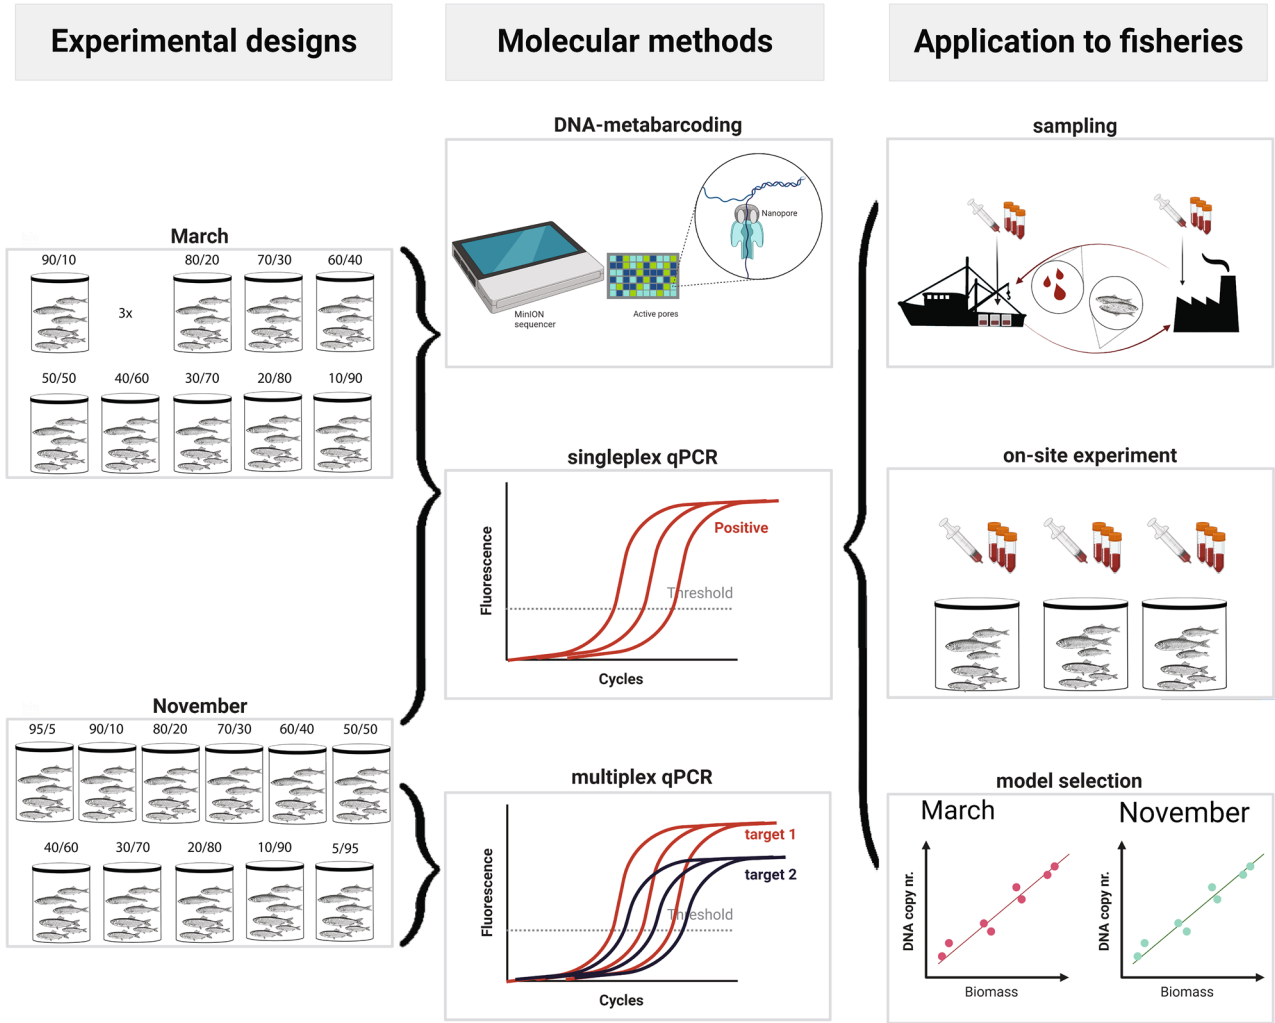 Experimental designs
Molecular methods
Application to fisheries
March
90/10
3x
80/20
70/30
60/40
50/50
40/60
30/70
20/80
10/90
November
95/5
90/10
80/20
70/30
60/40
50/50
40/60
30/70
20/80
10/90
5/95
DNA-metabarcoding
Nanopore
MinION
sequencer
Active pores
singleplex qPCR
Fluorescence
Positive
Threshold
Cycles
multiplex qPCR
Fluorescence
target 1
target 2
Threshold
Cycles
sampling
on-site experiment
model selection
March
DNA copy nr.
Biomass
November
DNA copy nr.
Biomass